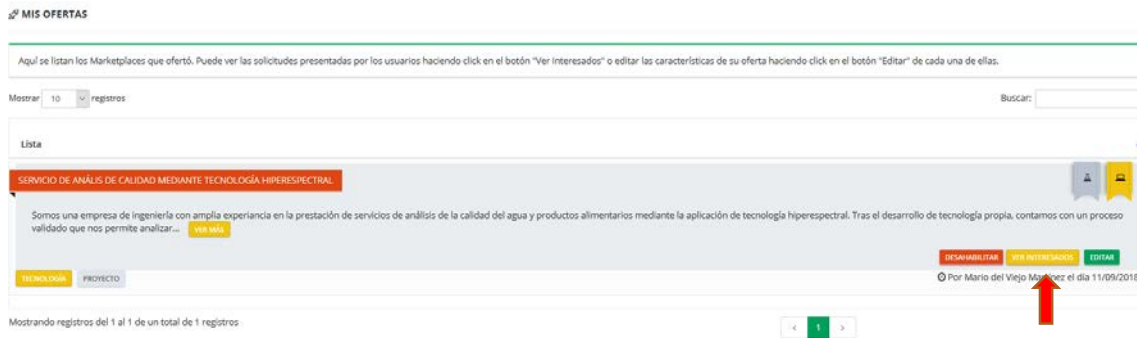 MIS OFERTAS
Aquí se listan los Marketplaces que ofertó. Puede ver las solicitudes presentadas por los usuarios haciendo click en el botón "Ver interesados" o editar las características de su oferta haciendo click en el botón "Editar" de cada una de ellas.
Mostrar 10 registros Buscar:
Lista
SERVICIO DE ANÁLIS DE CALIDAD MEDIANTE TECNOLOGÍA HIPERESPECTRAL
Somos una empresa de ingeniería con amplia experiancia en la prestación de servicios de análisis de la calidad del agua y productos alimentarios mediante la aplicación de tecnología hiperespectral. Tras el desarrollo de tecnología propia, contamos con un proceso
validado que nos permite analizar... VER MÁS
DESAHABILITAR VER INTERESADOS EDITAR
TECNOLOGÍA PROYECTO Por Mario del Viejo Martínez el día 11/09/2018
Mostrando registros del 1 al 1 de un total de 1 registros < 1 >